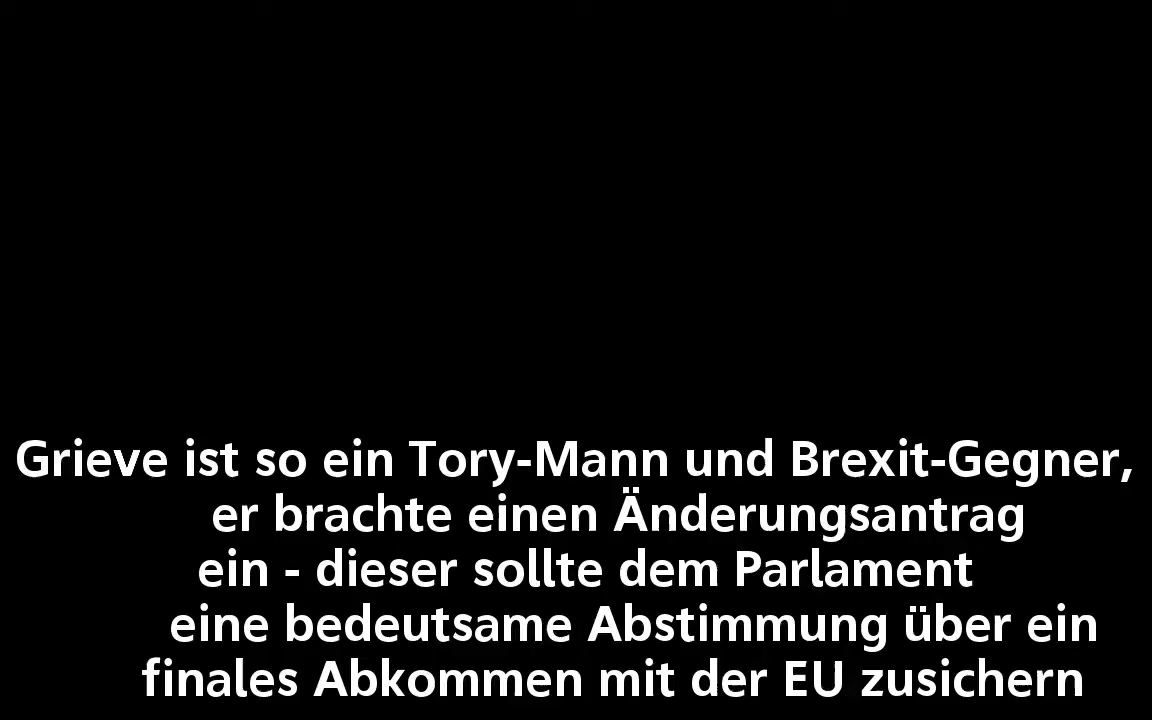 Grieve ist so ein Tory-Mann und Brexit-Gegner,
er brachte einen Änderungsantrag
ein - dieser sollte dem Parlament
eine bedeutsame Abstimmung über ein
finales Abkommen mit der EU zusichern